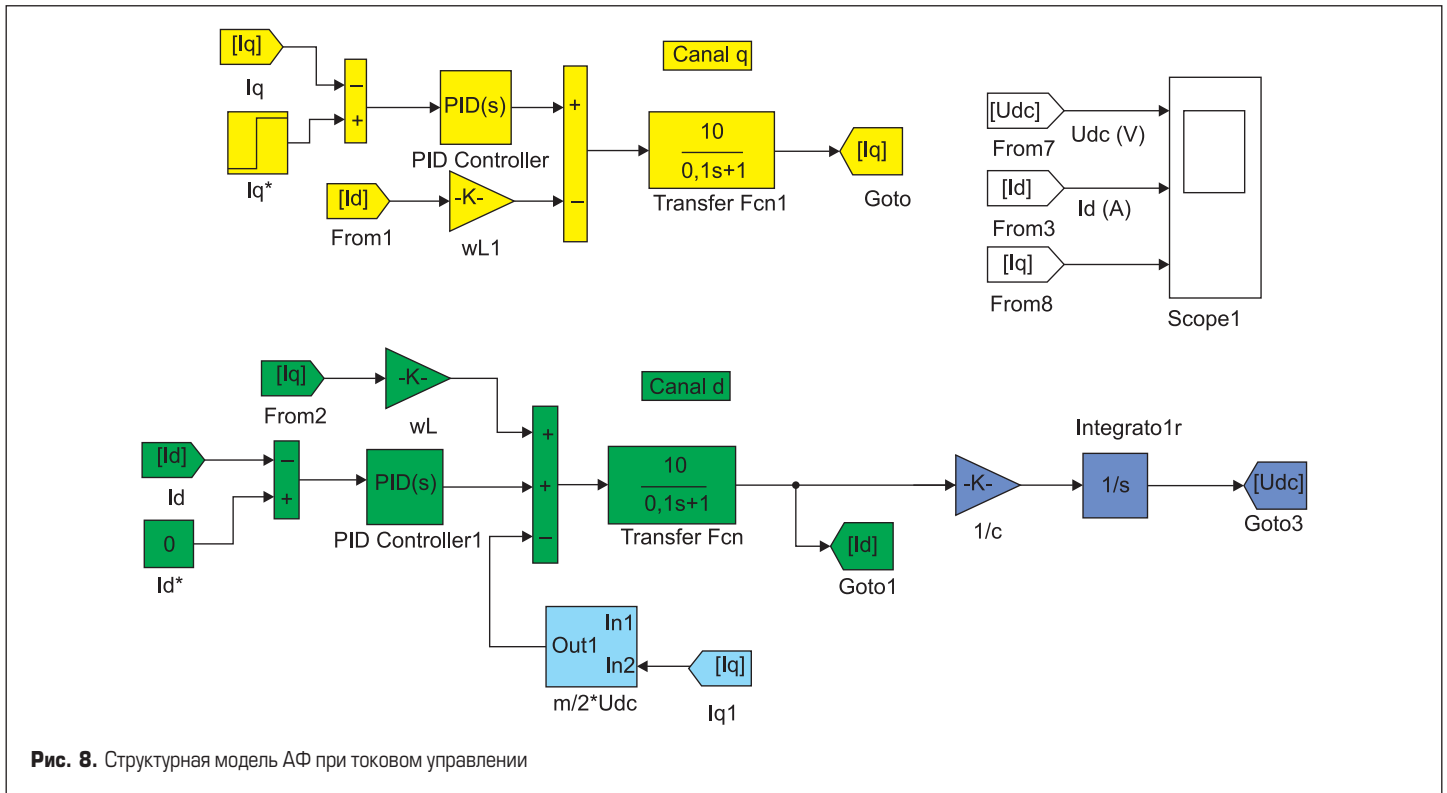 [Iq]
Iq
−
+
Iq*
PID(s)
PID Controller
[Id]
From1
-K-
wL1
+
−
Canal q
10
0,1s+1
Transfer Fcn1
[Iq]
Goto
[Udc]
From7
Udc (V)
[Id]
From3
Id (A)
[Iq]
From8
Scope1
[Iq]
From2
-K-
wL
[Id]
Id
0
Id*
−
+
PID(s)
PID Controller1
+
+
−
Canal d
10
0,1s+1
Transfer Fcn
[Id]
Goto1
-K-
1/c
Integrato1r
1/s
[Udc]
Goto3
In1
Out1
In2
m/2*Udc
[Iq]
Iq1
Рис. 8. Структурная модель АФ при токовом управлении